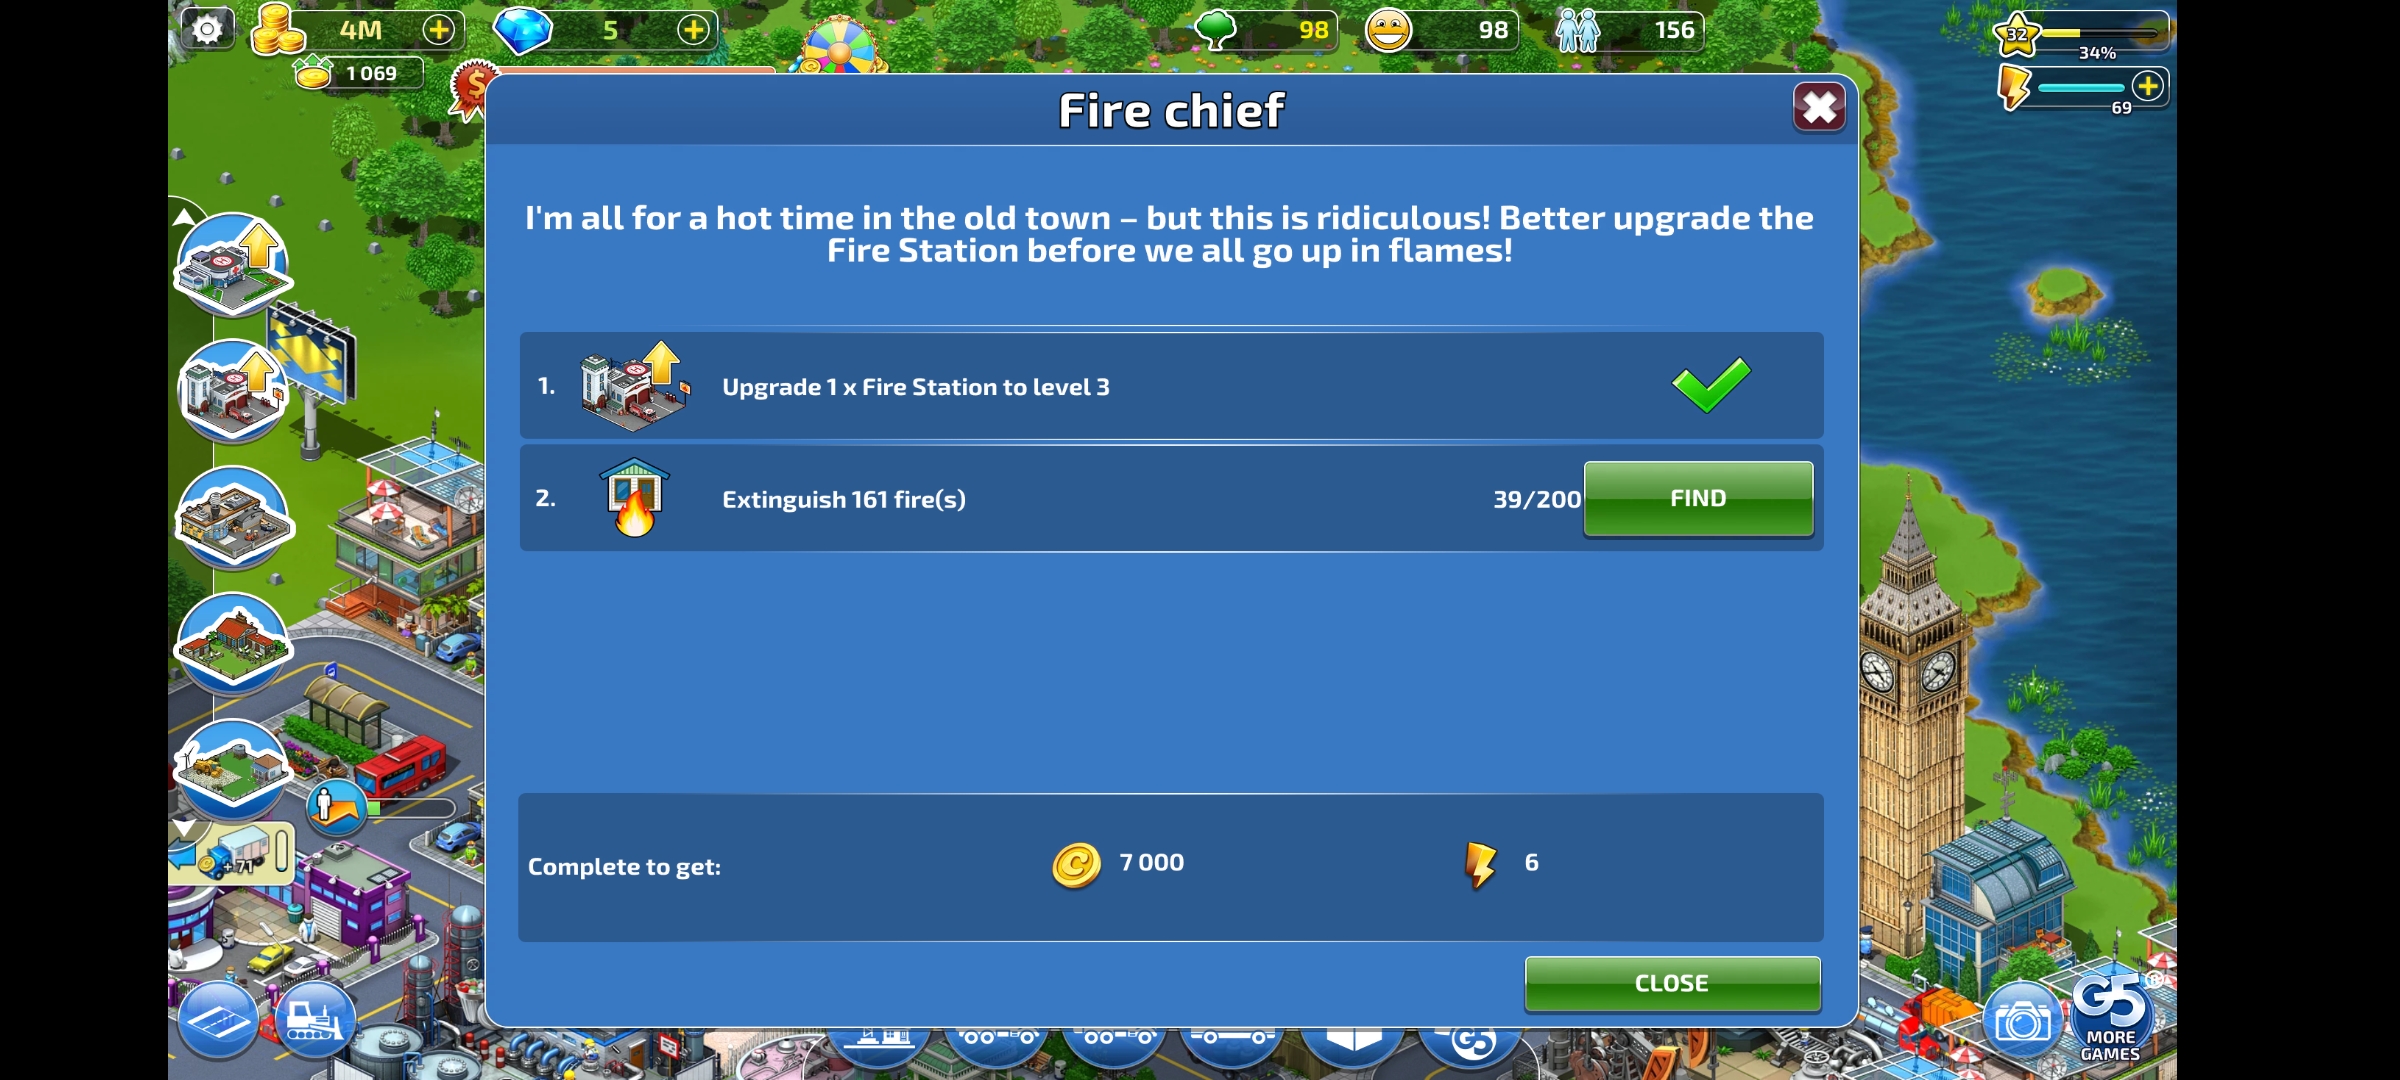 4M
5
98
98
156
32
34%
1 069
69
Fire chief
I'm all for a hot time in the old town – but this is ridiculous! Better upgrade the
Fire Station before we all go up in flames!
1.
Upgrade 1 x Fire Station to level 3
2.
Extinguish 161 fire(s)
39/200
FIND
+71
Complete to get:
7 000
6
CLOSE
G5
G5®
MORE
GAMES